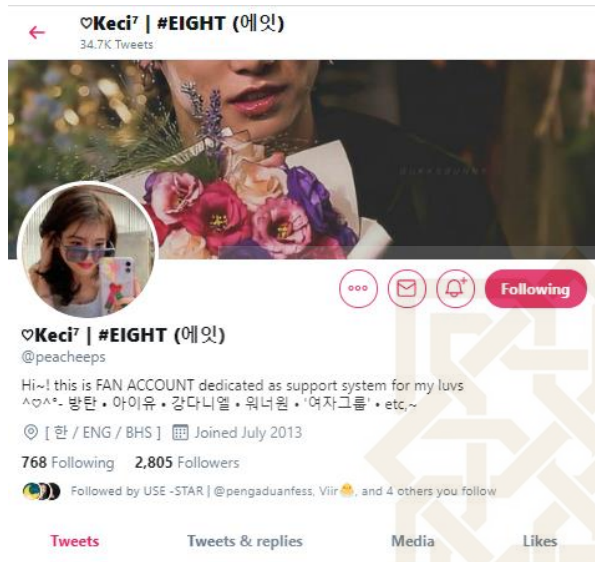 ♡Keci⁷ | #EIGHT (에잇)
34.7K Tweets
Following
♡Keci⁷ | #EIGHT (에잇)
@peacheeps
Hi~! this is FAN ACCOUNT dedicated as support system for my luvs
^♡^°- 방탄 • 아이유 • 강다니엘 • 워너원 • '여자그룹' • etc,~
[ 한 / ENG / BHS ] Joined July 2013
768 Following 2,805 Followers
Followed by USE -STAR | @pengaduanfess, Viir🐥, and 4 others you follow
Tweets Tweets & replies Media Likes